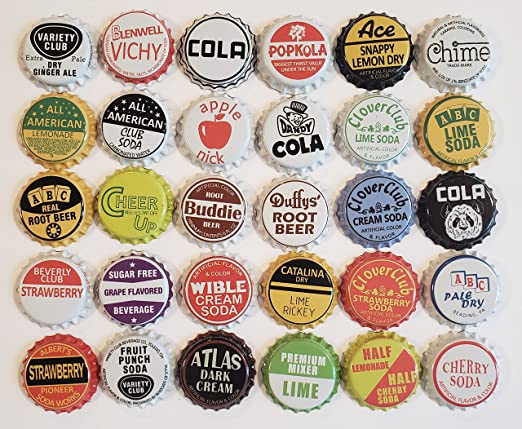 VARIETY
CLUB
Extra Pale
DRY
GINGER ALE
BLENWELL
VICHY
COLA
POPKOLA
BIGGEST THIRST VALUE
UNDER THE SUN
Ace
SNAPPY
LEMON DRY
ARTIFICIAL COLOR
& FLAVOR
Chime
TRADE-MARK
ALL
AMERICAN
LEMONADE
ALL
AMERICAN
CLUB
SODA
apple
nick
DANDY
COLA
CloverClub
LIME SODA
ARTIFICIAL COLOR
& FLAVOR
ABC
LIME
SODA
ABC
REAL
ROOT BEER
CHEER
UP
ROOT
Buddie
BEER
Duffys'
ROOT
BEER
CloverClub
CREAM SODA
ARTIFICIAL COLOR
& FLAVOR
COLA
BEVERLY
CLUB
STRAWBERRY
SUGAR FREE
GRAPE FLAVORED
BEVERAGE
ARTIFICIAL FLAVOR
& COLOR
WIBLE
CREAM
SODA
CATALINA
DRY
LIME
RICKEY
CloverClub
STRAWBERRY
SODA
ARTIFICIAL COLOR
& FLAVOR
ABC
PALE
DRY
READING, PA
ALBERT'S
STRAWBERRY
PIONEER
SODA WORKS
FRUIT
PUNCH
SODA
VARIETY CLUB
ATLAS
DARK
CREAM
PREMIUM
MIXER
LIME
HALF
LEMONADE
HALF
CHERRY
SODA
CHERRY
SODA
ARTIFICIAL COLOR & FLAVOR